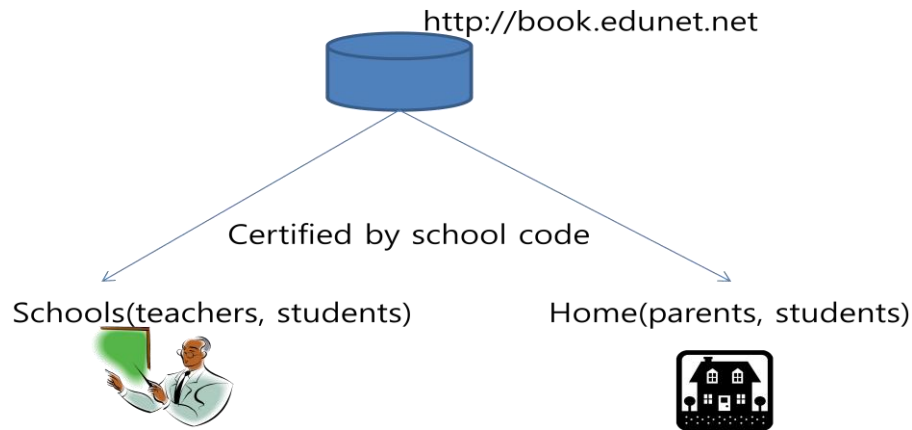 http://book.edunet.net
Certified by school code
Schools(teachers, students)
Home(parents, students)